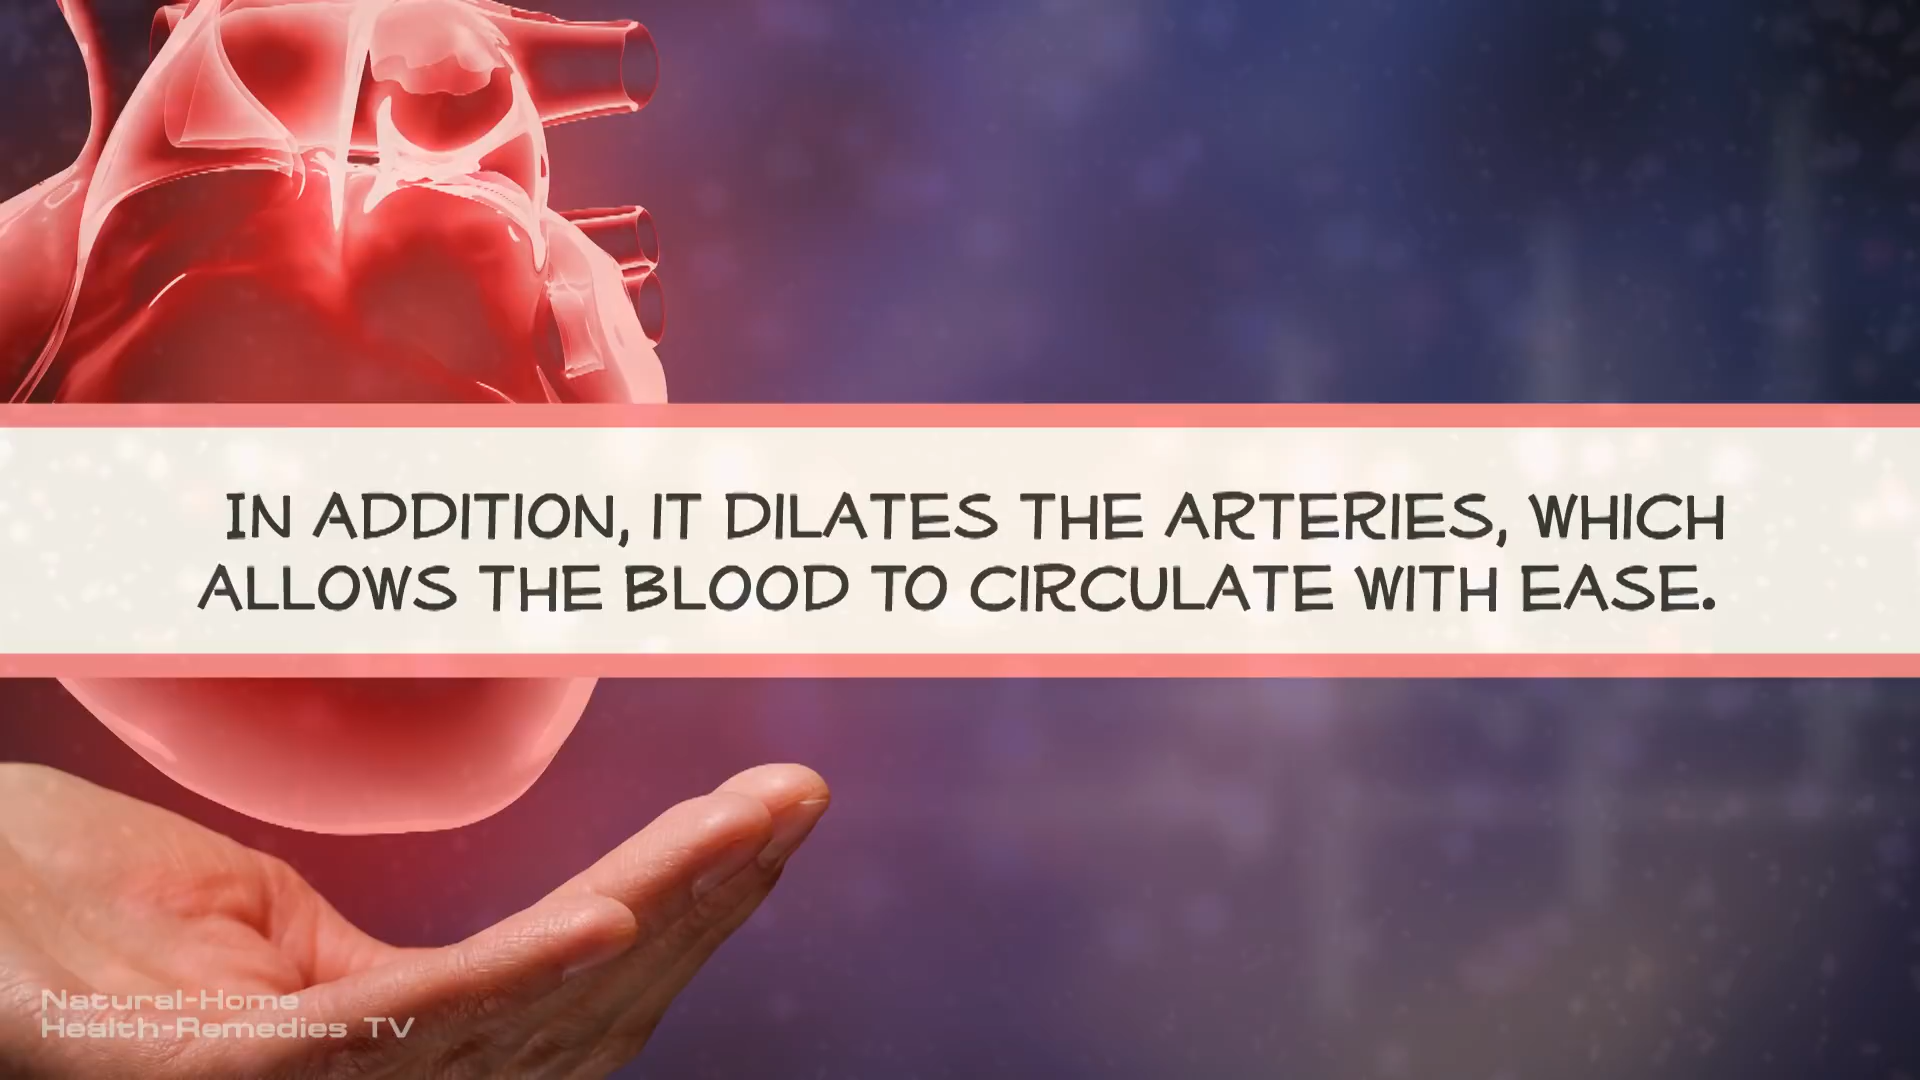 IN ADDITION, IT DILATES THE ARTERIES, WHICH
ALLOWS THE BLOOD TO CIRCULATE WITH EASE.
Natural-Home
Health-Remedies TV